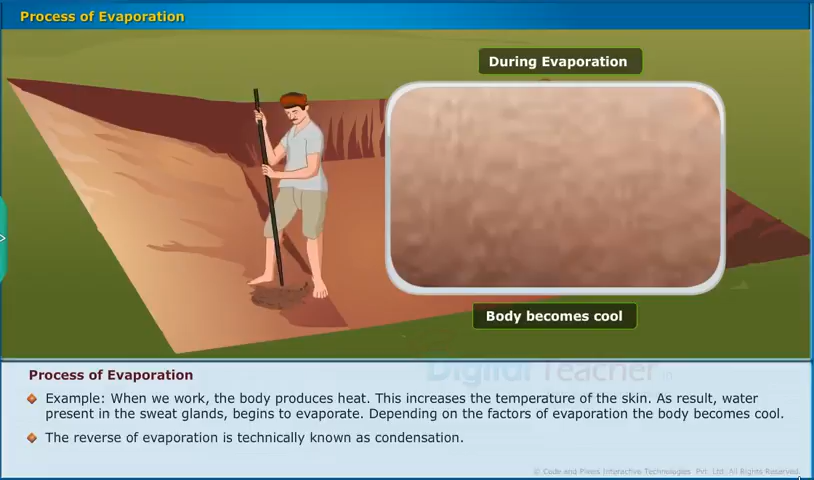 Process of Evaporation
During Evaporation
Body becomes cool
Digital Teacher
Process of Evaporation
Example: When we work, the body produces heat. This increases the temperature of the skin. As result, water
present in the sweat glands, begins to evaporate. Depending on the factors of evaporation the body becomes cool.
The reverse of evaporation is technically known as condensation.
© Code and Pixels Interactive Technologies Pvt. Ltd. All Rights Reserved.